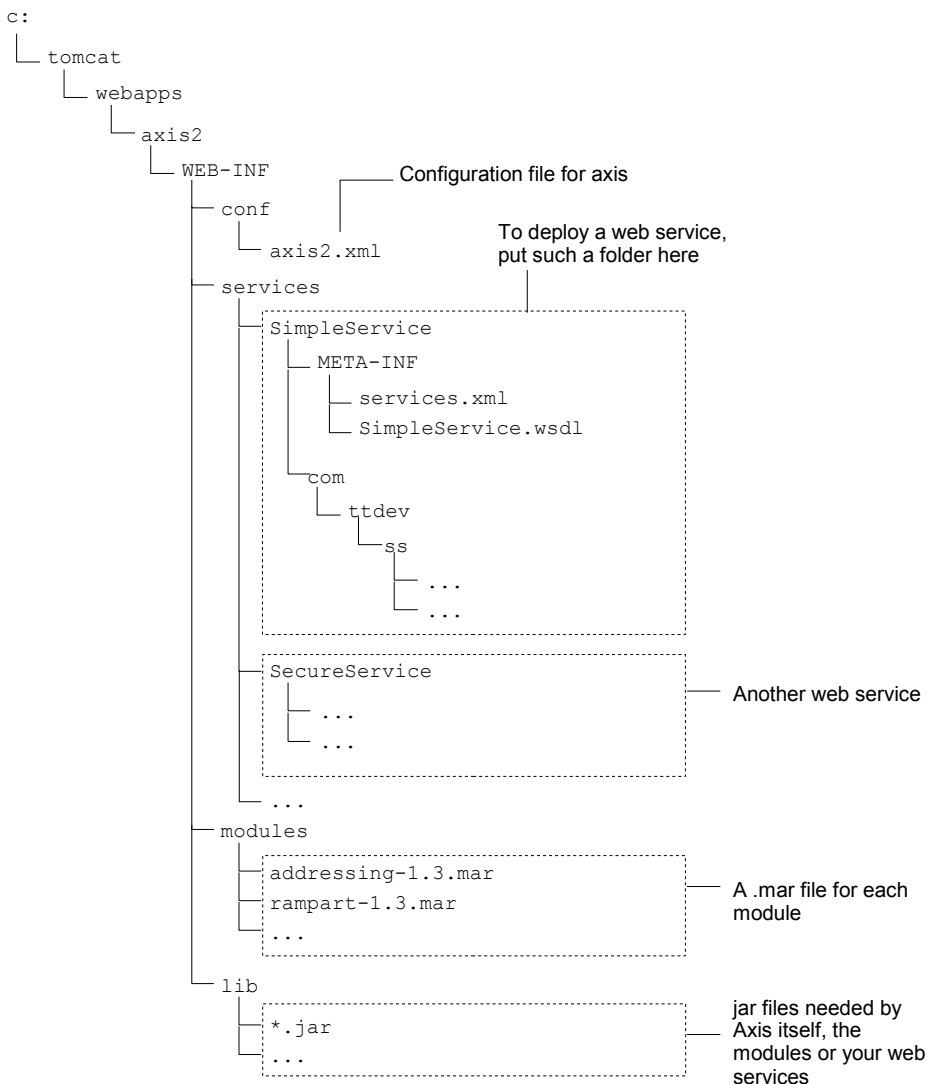 c:
tomcat
webapps
axis2
WEB-INF
Configuration file for axis
conf
axis2.xml
To deploy a web service,
put such a folder here
services
SimpleService
META-INF
services.xml
SimpleService.wsdl
com
ttdev
ss
...
...
SecureService
Another web service
...
...
...
modules
addressing-1.3.mar
rampart-1.3.mar
...
A .mar file for each
module
lib
*.jar
...
jar files needed by
Axis itself, the
modules or your web
services